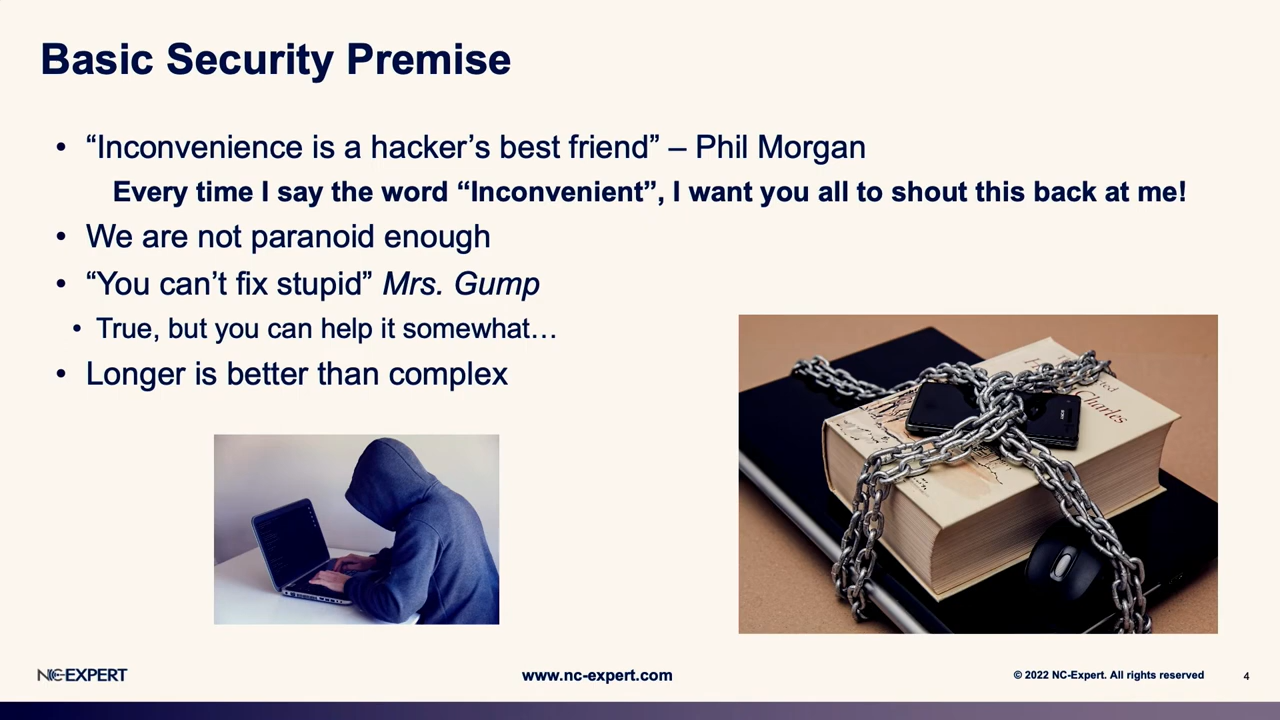 Basic Security Premise
• “Inconvenience is a hacker’s best friend” – Phil Morgan
Every time I say the word “Inconvenient”, I want you all to shout this back at me!
• We are not paranoid enough
• “You can’t fix stupid” Mrs. Gump
• True, but you can help it somewhat…
• Longer is better than complex
Charles
NC-EXPERT
www.nc-expert.com
© 2022 NC-Expert. All rights reserved
4